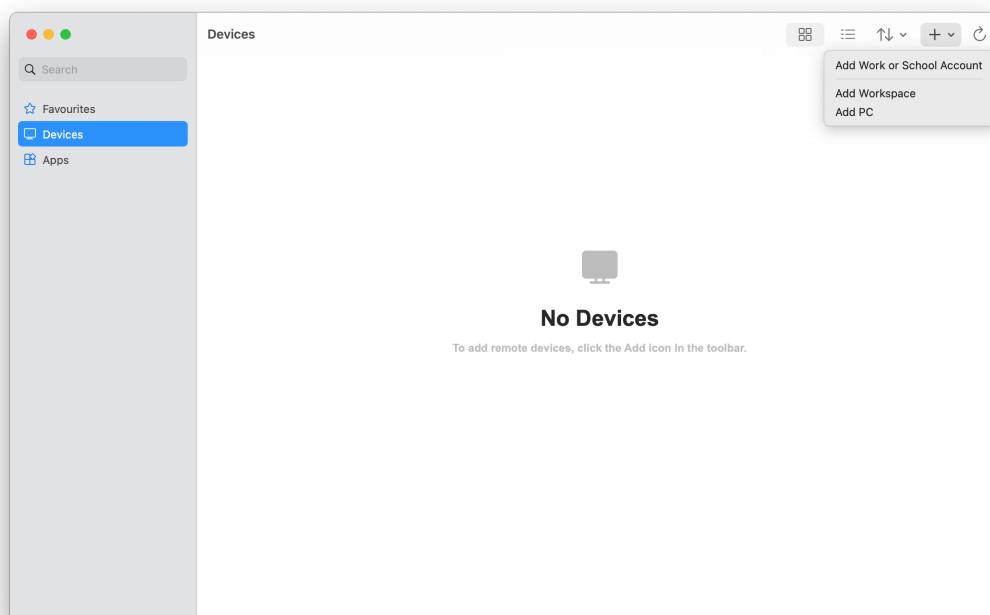 Devices
Search
Favourites
Devices
Apps
Add Work or School Account
Add Workspace
Add PC
No Devices
To add remote devices, click the Add icon in the toolbar.